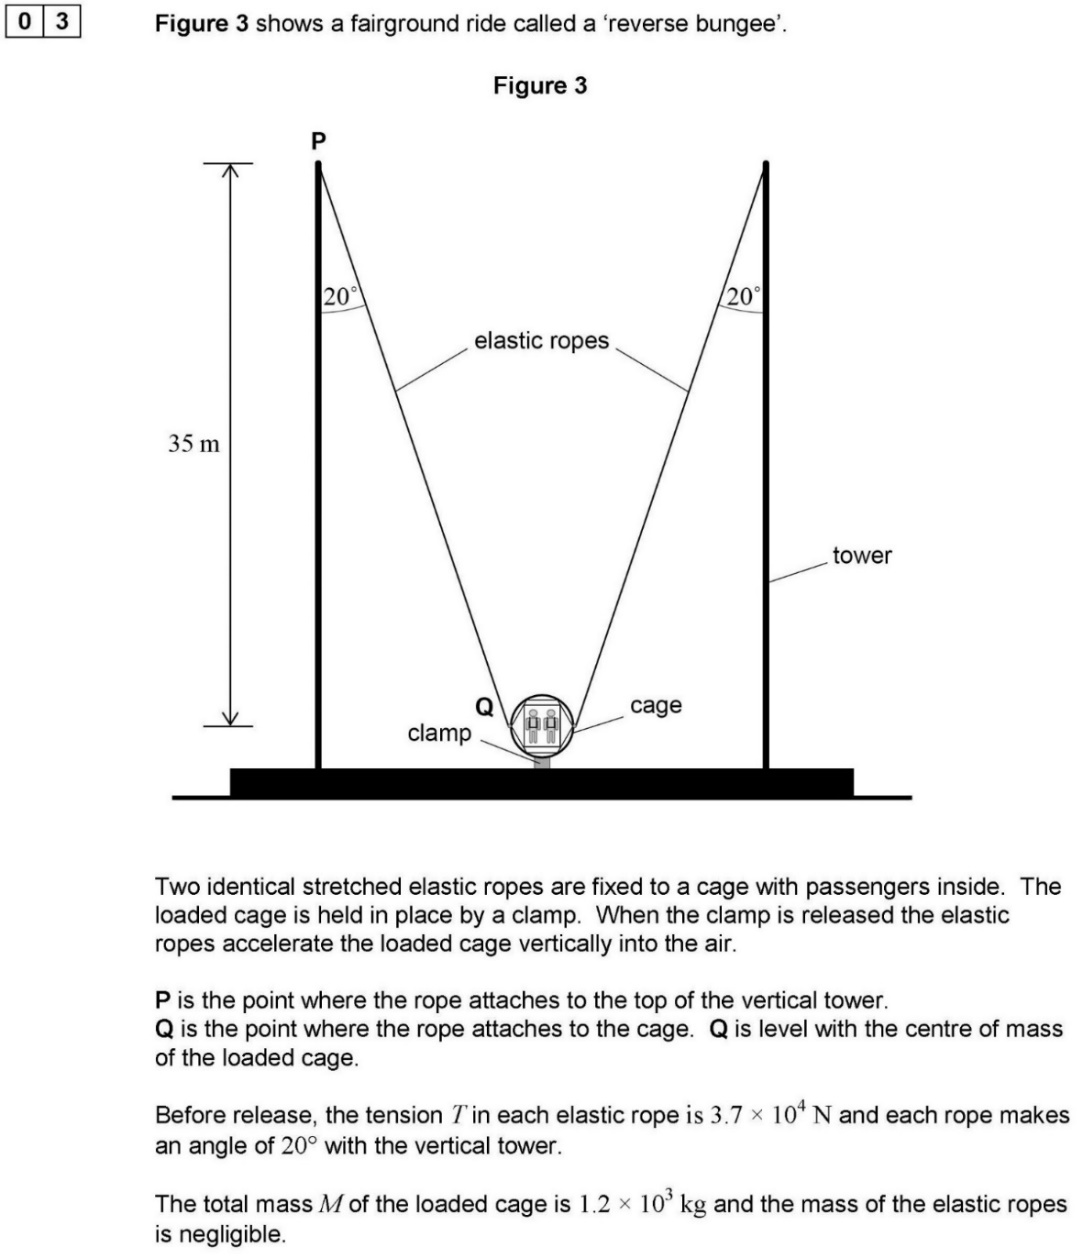 0 3 Figure 3 shows a fairground ride called a ‘reverse bungee’.
Figure 3
P
20° 20°
elastic ropes
35 m
tower
Q cage
clamp
Two identical stretched elastic ropes are fixed to a cage with passengers inside. The
loaded cage is held in place by a clamp. When the clamp is released the elastic
ropes accelerate the loaded cage vertically into the air.
P is the point where the rope attaches to the top of the vertical tower.
Q is the point where the rope attaches to the cage. Q is level with the centre of mass
of the loaded cage.
Before release, the tension T in each elastic rope is 3.7 × 10⁴ N and each rope makes
an angle of 20° with the vertical tower.
The total mass M of the loaded cage is 1.2 × 10³ kg and the mass of the elastic ropes
is negligible.